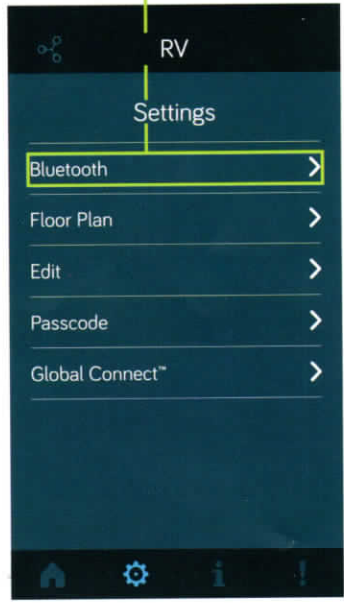 RV
Settings
Bluetooth
Floor Plan
Edit
Passcode
Global Connect™